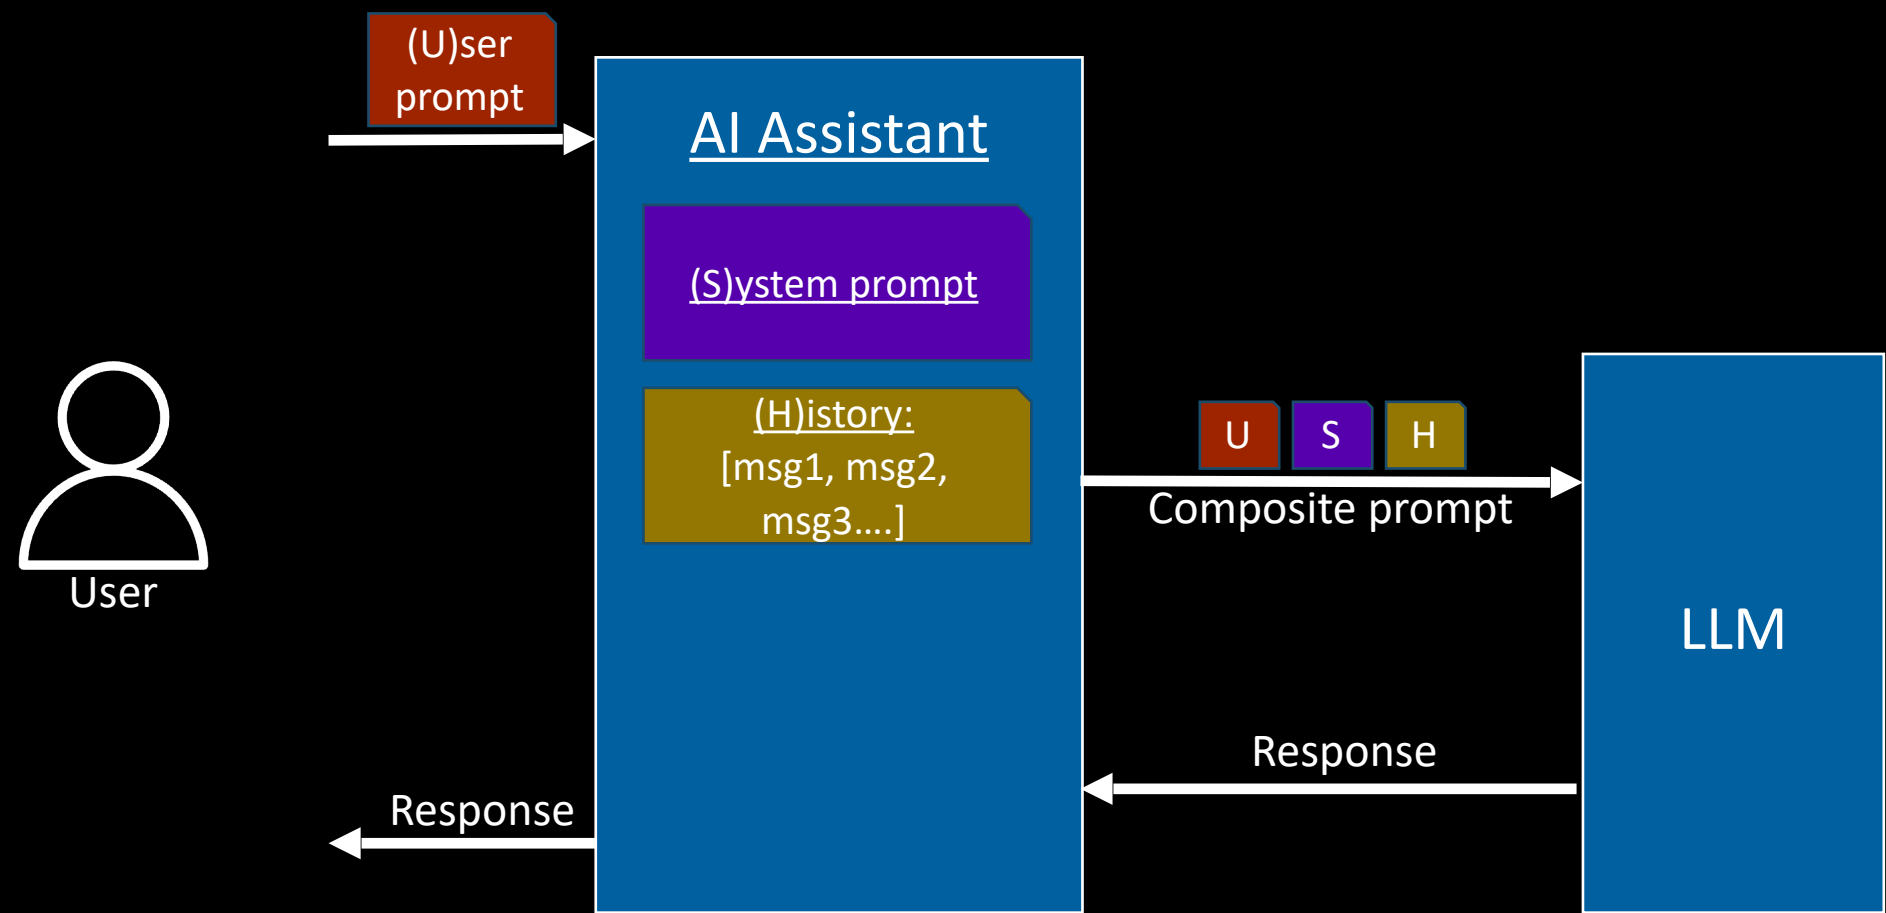 (U)ser
prompt
AI Assistant
(S)ystem prompt
(H)istory:
[msg1, msg2,
msg3....]
U S H
Composite prompt
User
LLM
Response
Response